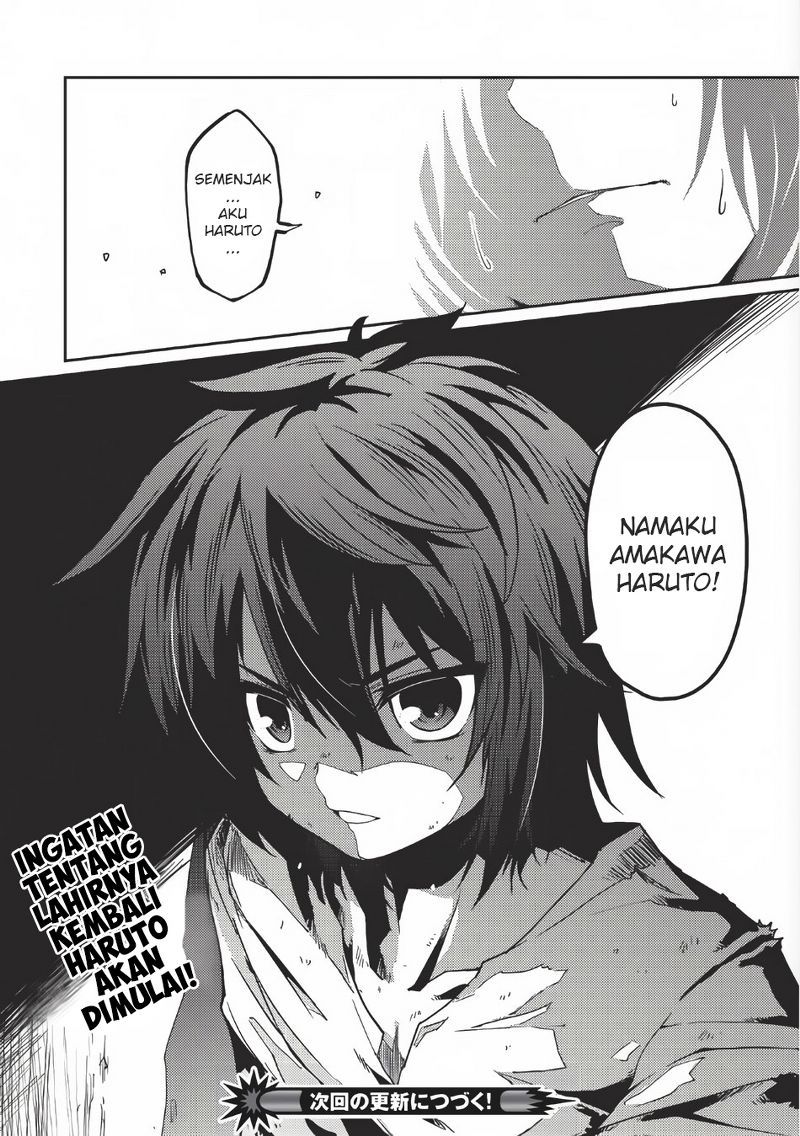 SEMENJAK
...
AKU
HARUTO
...
NAMAKU
AMAKAWA
HARUTO!
INGATAN
TENTANG
LAHIRNYA
KEMBALI
HARUTO
AKAN
DIMULAI!
次回の更新につづく!